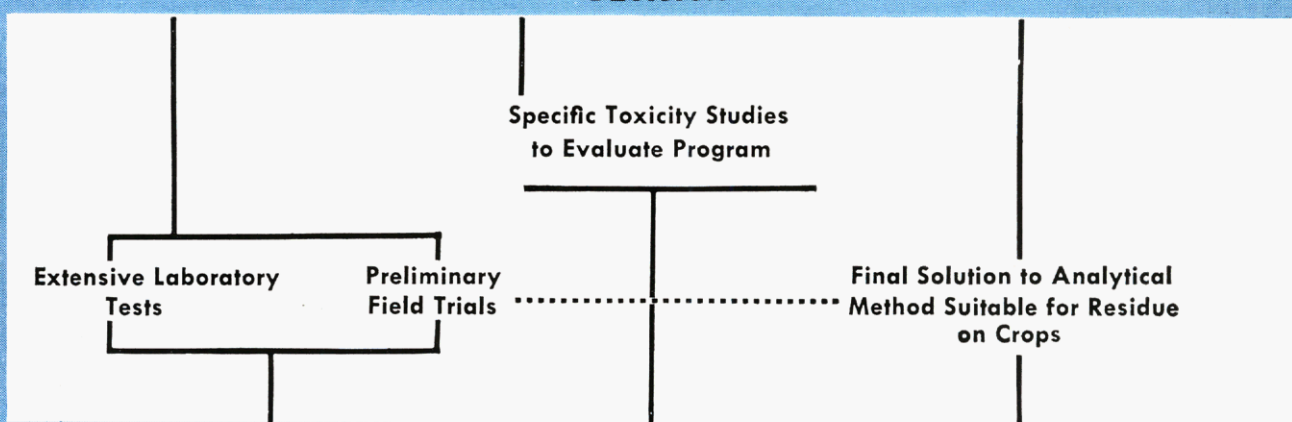 Specific Toxicity Studies
to Evaluate Program
Extensive Laboratory
Tests
Preliminary
Field Trials
Final Solution to Analytical
Method Suitable for Residue
on Crops